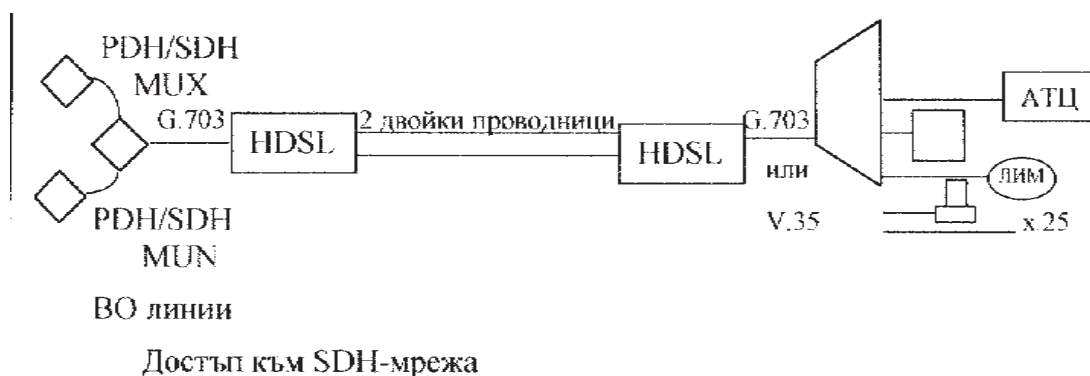 PDH/SDH
MUX
G.703
HDSL
2 двойки проводници
HDSL
G.703
или
V.35
АТЦ
ЛИМ
x.25
PDH/SDH
MUN
ВО линии
Достъп към SDH-мрежа